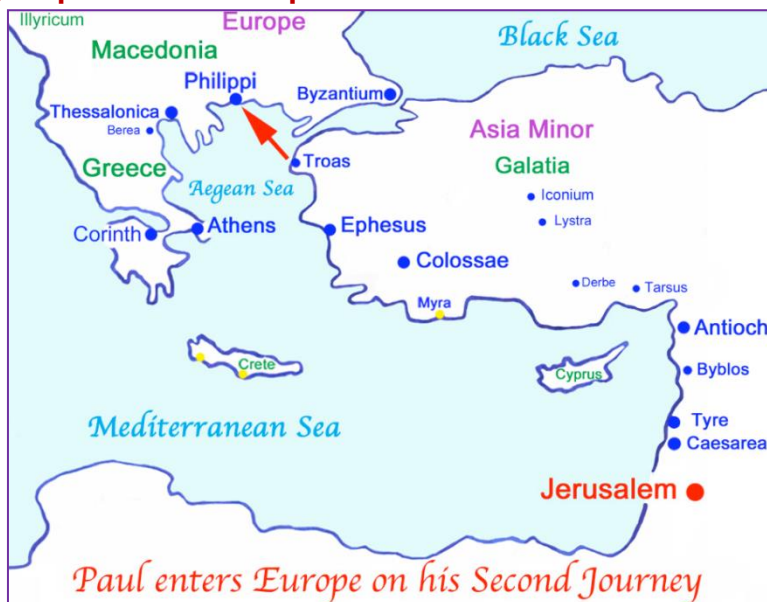 Illyricum
Europe
Black Sea
Macedonia
Philippi
Byzantium
Thessalonica
Berea
Asia Minor
Troas
Greece
Galatia
Aegean Sea
Iconium
Lystra
Corinth
Athens
Ephesus
Colossae
Derbe
Tarsus
Myra
Antioch
Crete
Cyprus
Byblos
Mediterranean Sea
Tyre
Caesarea
Jerusalem
Paul enters Europe on his Second Journey